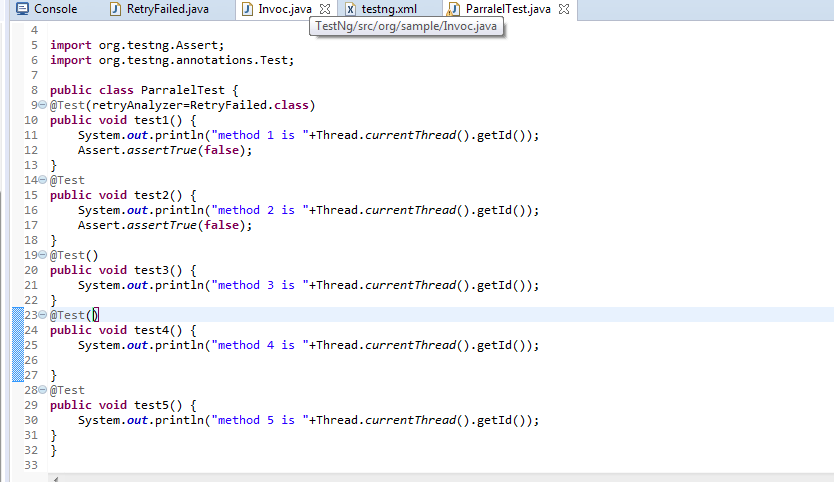 Console RetryFailed.java Invoc.java testng.xml ParralelTest.java
TestNg/src/org/sample/Invoc.java
4
5 import org.testng.Assert;
6 import org.testng.annotations.Test;
7
8 public class ParralelTest {
9 @Test(retryAnalyzer=RetryFailed.class)
10 public void test1() {
11 System.out.println("method 1 is "+Thread.currentThread().getId());
12 Assert.assertTrue(false);
13 }
14 @Test
15 public void test2() {
16 System.out.println("method 2 is "+Thread.currentThread().getId());
17 Assert.assertTrue(false);
18 }
19 @Test()
20 public void test3() {
21 System.out.println("method 3 is "+Thread.currentThread().getId());
22 }
23 @Test()
24 public void test4() {
25 System.out.println("method 4 is "+Thread.currentThread().getId());
26
27 }
28 @Test
29 public void test5() {
30 System.out.println("method 5 is "+Thread.currentThread().getId());
31 }
32 }
33